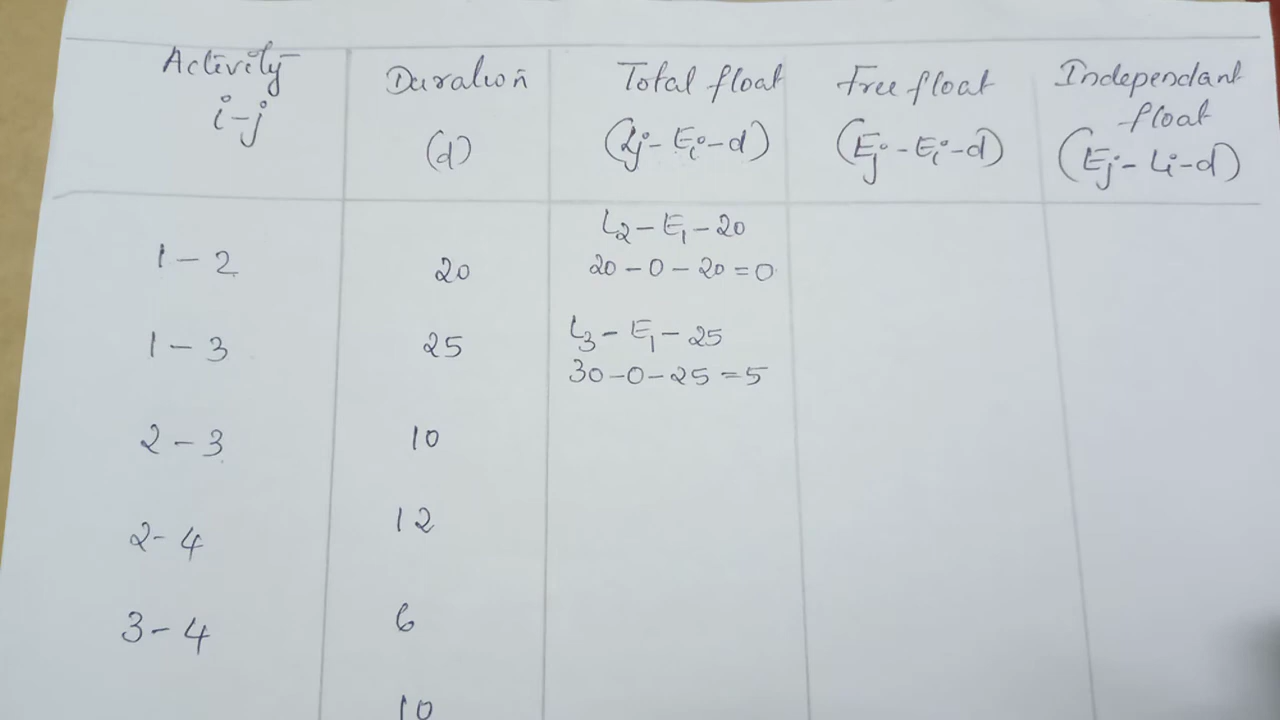 Activity Duration Total float Free float Independant
i-j (d) (Lj - Ei - d) (Ej - Ei - d) float
(Ej - Li - d)
L2 - E1 - 20
1 - 2 20 20 - 0 - 20 = 0
L3 - E1 - 25
1 - 3 25 30 - 0 - 25 = 5
2 - 3 10
2 - 4 12
3 - 4 6
10